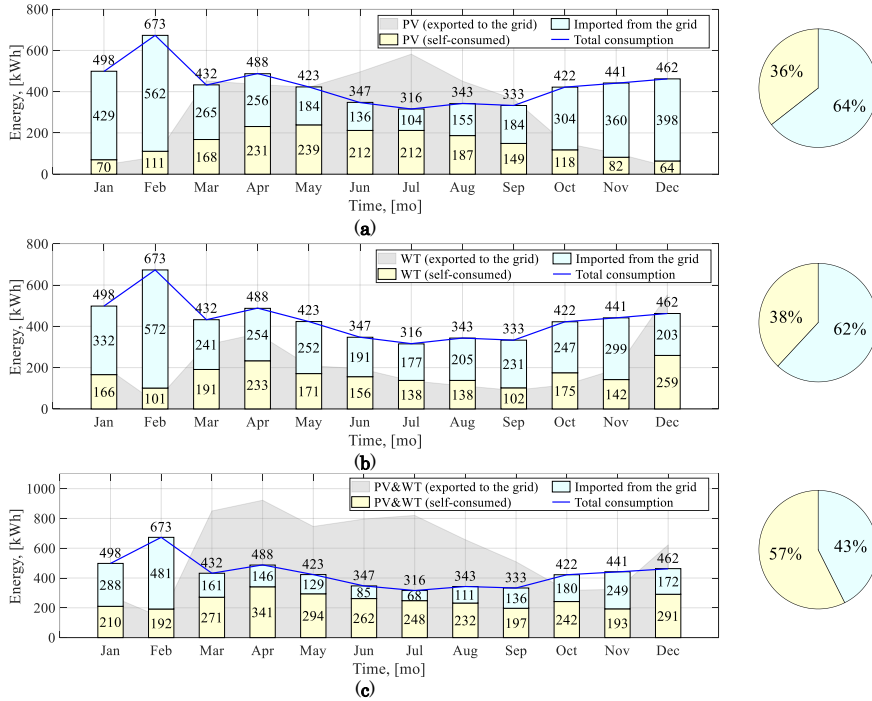 800
600
400
200
0
Energy, [kWh]
PV (exported to the grid)
Imported from the grid
PV (self-consumed)
Total consumption
498 673 432 488 423 347 316 343 333 422 441 462
429 562 265 256 184 136 104 155 184 304 360 398
70 111 168 231 239 212 212 187 149 118 82 64
Jan Feb Mar Apr May Jun Jul Aug Sep Oct Nov Dec
Time, [mo]
(a)
36%
64%
800
600
400
200
0
Energy, [kWh]
WT (exported to the grid)
Imported from the grid
WT (self-consumed)
Total consumption
498 673 432 488 423 347 316 343 333 422 441 462
332 572 241 254 252 191 177 205 231 247 299 203
166 101 191 233 171 156 138 138 102 175 142 259
Jan Feb Mar Apr May Jun Jul Aug Sep Oct Nov Dec
Time, [mo]
(b)
38%
62%
1000
800
600
400
200
0
Energy, [kWh]
PV&WT (exported to the grid)
Imported from the grid
PV&WT (self-consumed)
Total consumption
498 673 432 488 423 347 316 343 333 422 441 462
288 481 161 146 129 85 68 111 136 180 249 172
210 192 271 341 294 262 248 232 197 242 193 291
Jan Feb Mar Apr May Jun Jul Aug Sep Oct Nov Dec
Time, [mo]
(c)
57%
43%